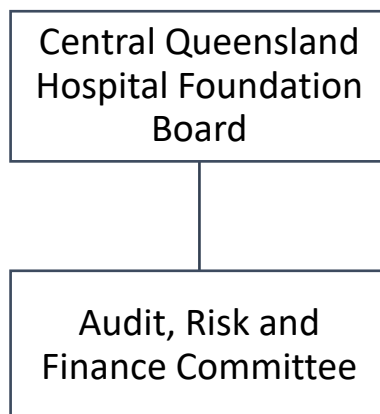 Central Queensland
Hospital Foundation
Board
Audit, Risk and
Finance Committee